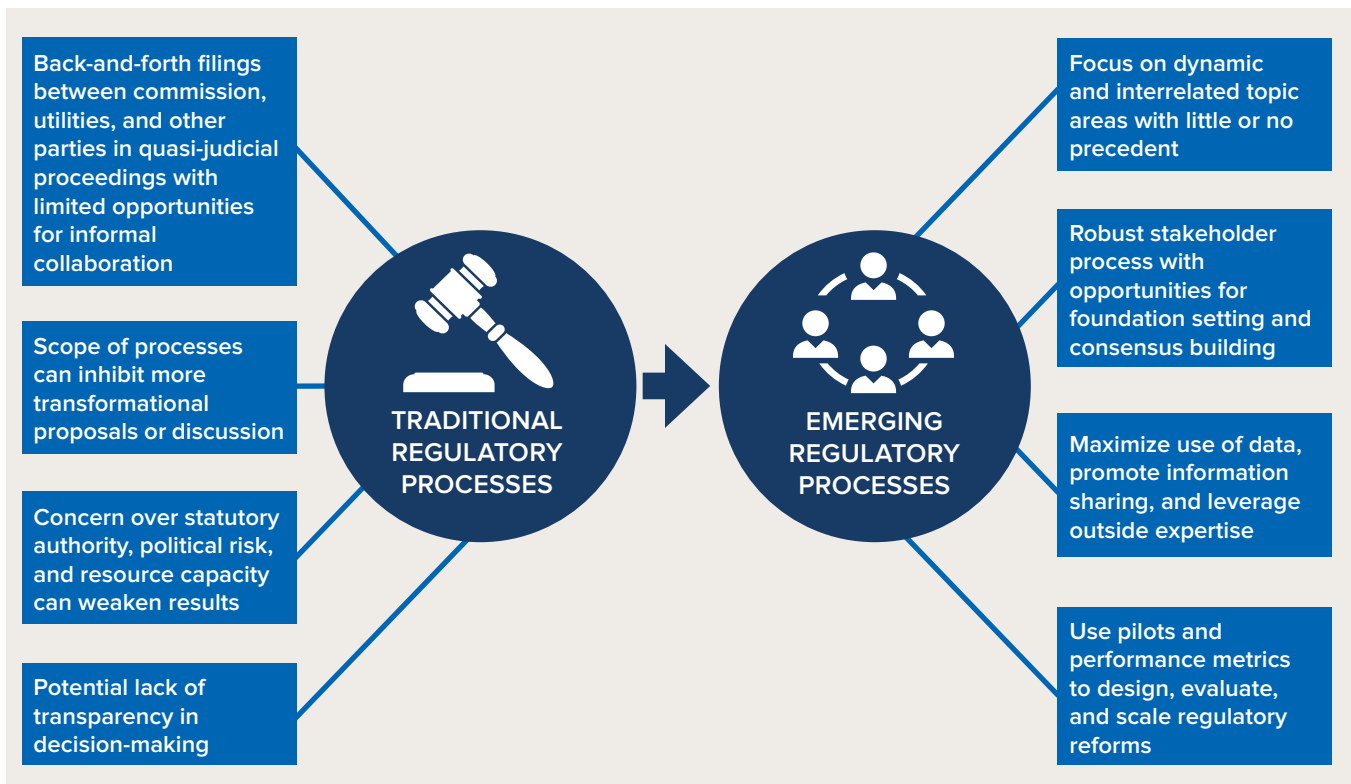 Back-and-forth filings
between commission,
utilities, and other
parties in quasi-judicial
proceedings with
limited opportunities
for informal
collaboration
Scope of processes
can inhibit more
transformational
proposals or discussion
Concern over statutory
authority, political risk,
and resource capacity
can weaken results
Potential lack of
transparency in
decision-making
TRADITIONAL
REGULATORY
PROCESSES
EMERGING
REGULATORY
PROCESSES
Focus on dynamic
and interrelated topic
areas with little or no
precedent
Robust stakeholder
process with
opportunities for
foundation setting and
consensus building
Maximize use of data,
promote information
sharing, and leverage
outside expertise
Use pilots and
performance metrics
to design, evaluate,
and scale regulatory
reforms